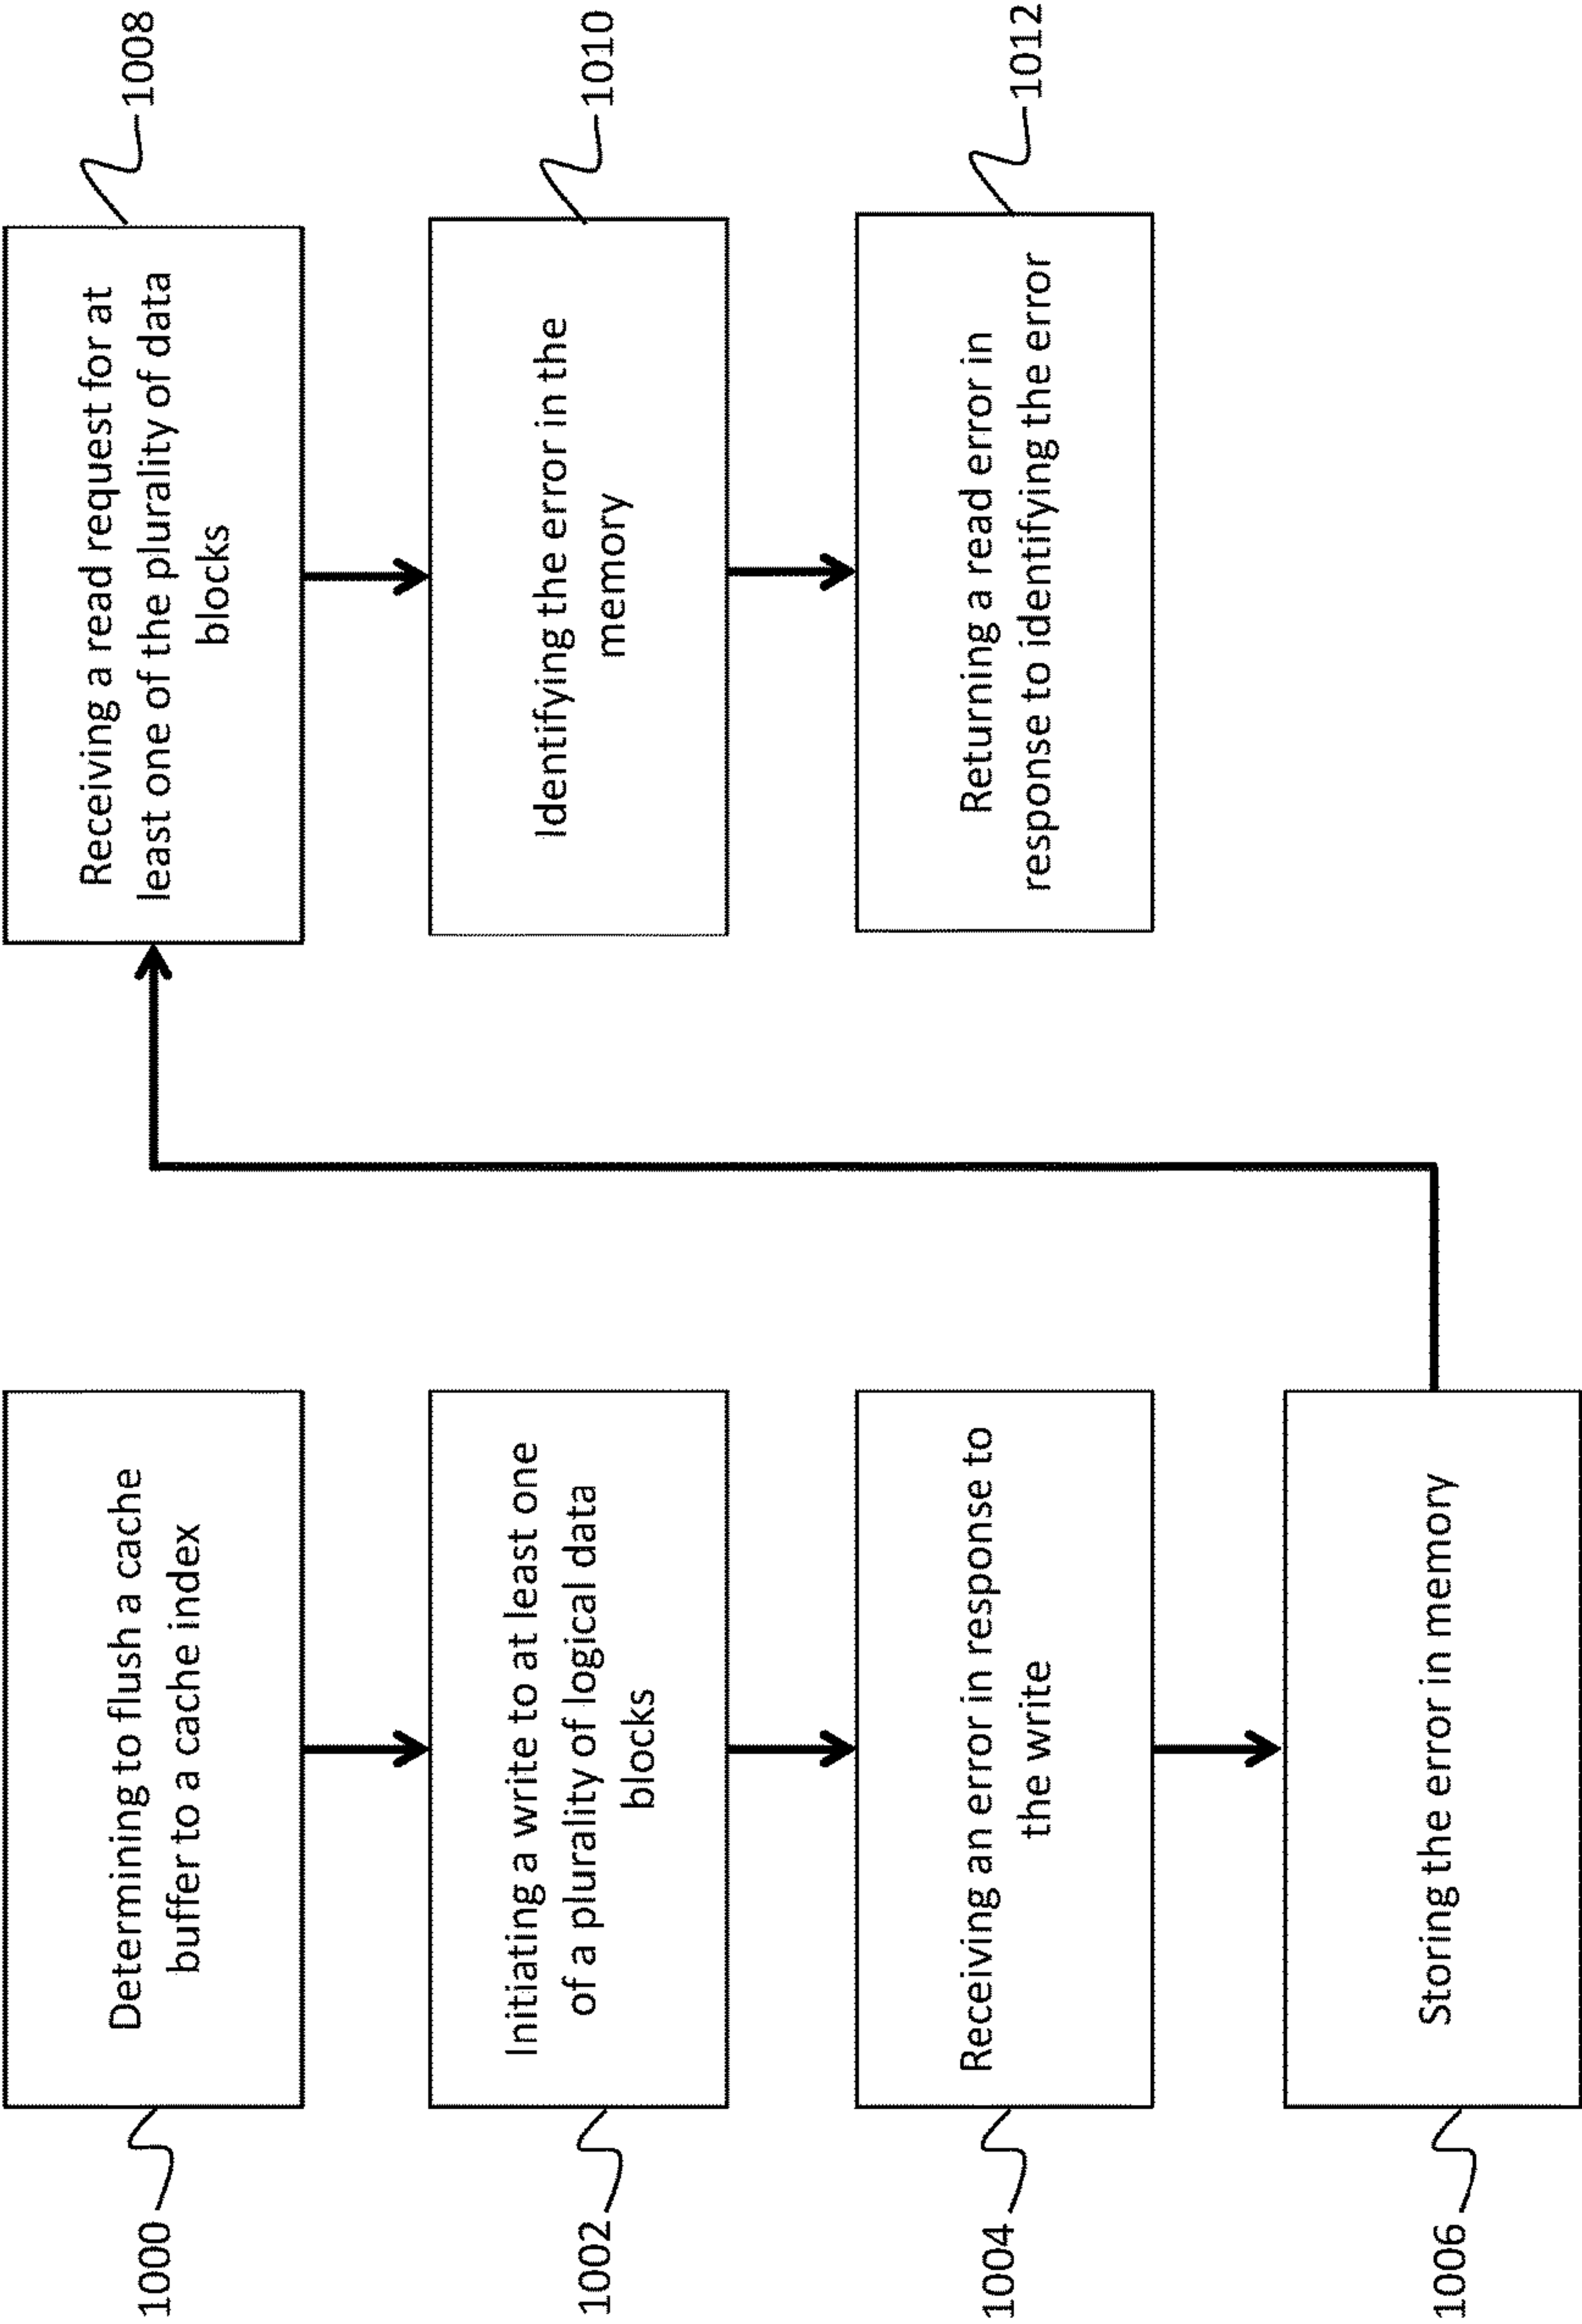 1000
Determining to flush a cache
buffer to a cache index
1002
Initiating a write to at least one
of a plurality of logical data
blocks
1004
Receiving an error in response to
the write
1006
Storing the error in memory
1008
Receiving a read request for at
least one of the plurality of data
blocks
1010
Identifying the error in the
memory
1012
Returning a read error in
response to identifying the error